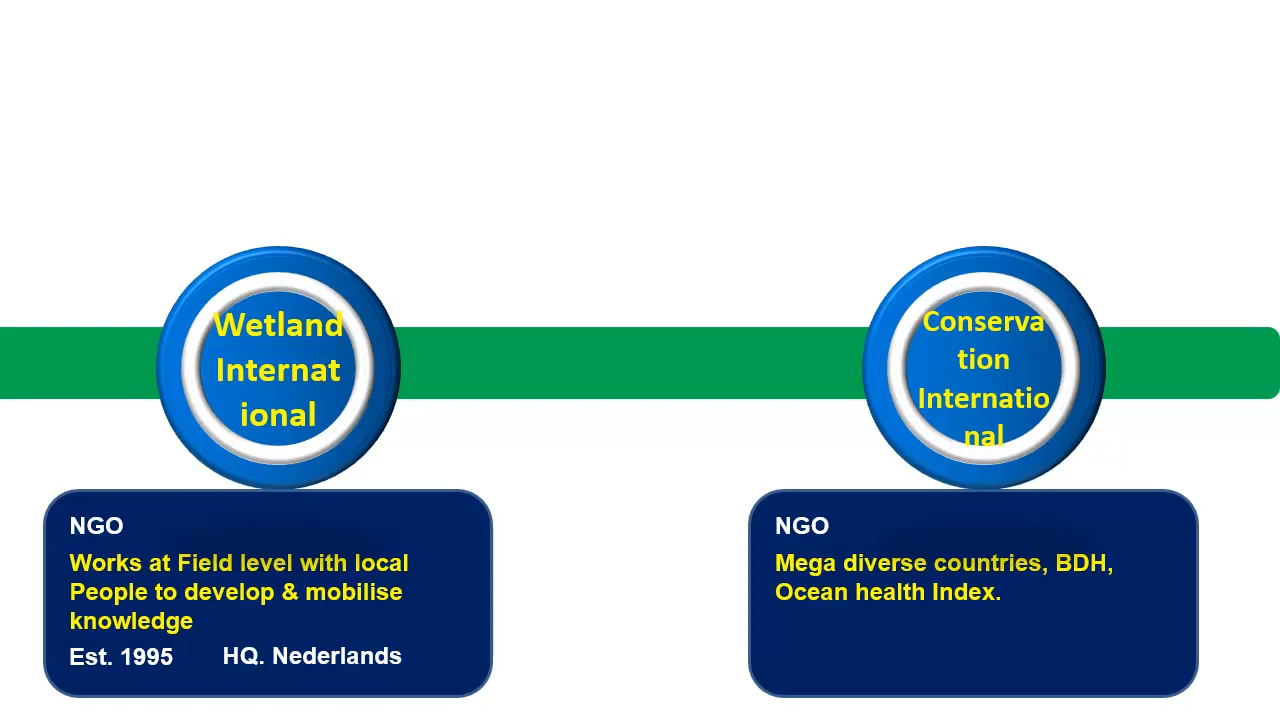 Wetland
Internat
ional
NGO
Works at Field level with local
People to develop & mobilise
knowledge
Est. 1995 HQ. Nederlands
Conserva
tion
Internatio
nal
NGO
Mega diverse countries, BDH,
Ocean health Index.